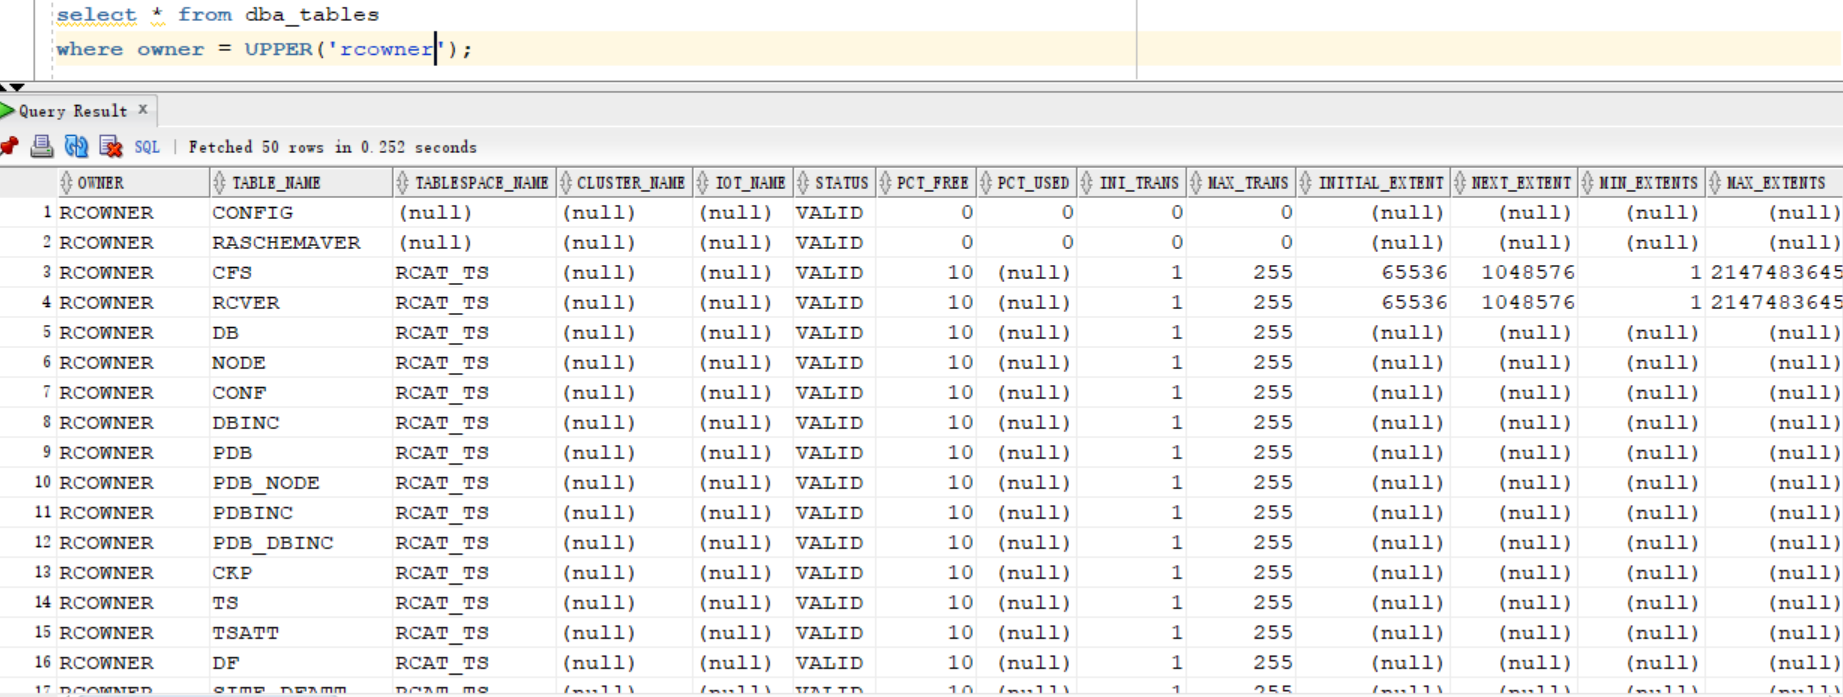 select * from dba_tables
where owner = UPPER('rcowner');
Query Result ×
SQL | Fetched 50 rows in 0.252 seconds
OWNER TABLE_NAME TABLESPACE_NAME CLUSTER_NAME IOT_NAME STATUS PCT_FREE PCT_USED INI_TRANS MAX_TRANS INITIAL_EXTENT NEXT_EXTENT MIN_EXTENTS MAX_EXTENTS
1 RCOWNER CONFIG (null) (null) (null) VALID 0 0 0 0 (null) (null) (null) (null)
2 RCOWNER RASCHEMAVER (null) (null) (null) VALID 0 0 0 0 (null) (null) (null) (null)
3 RCOWNER CFS RCAT_TS (null) (null) VALID 10 (null) 1 255 65536 1048576 1 2147483645
4 RCOWNER RCVER RCAT_TS (null) (null) VALID 10 (null) 1 255 65536 1048576 1 2147483645
5 RCOWNER DB RCAT_TS (null) (null) VALID 10 (null) 1 255 (null) (null) (null) (null)
6 RCOWNER NODE RCAT_TS (null) (null) VALID 10 (null) 1 255 (null) (null) (null) (null)
7 RCOWNER CONF RCAT_TS (null) (null) VALID 10 (null) 1 255 (null) (null) (null) (null)
8 RCOWNER DBINC RCAT_TS (null) (null) VALID 10 (null) 1 255 (null) (null) (null) (null)
9 RCOWNER PDB RCAT_TS (null) (null) VALID 10 (null) 1 255 (null) (null) (null) (null)
10 RCOWNER PDB_NODE RCAT_TS (null) (null) VALID 10 (null) 1 255 (null) (null) (null) (null)
11 RCOWNER PDBINC RCAT_TS (null) (null) VALID 10 (null) 1 255 (null) (null) (null) (null)
12 RCOWNER PDB_DBINC RCAT_TS (null) (null) VALID 10 (null) 1 255 (null) (null) (null) (null)
13 RCOWNER CKP RCAT_TS (null) (null) VALID 10 (null) 1 255 (null) (null) (null) (null)
14 RCOWNER TS RCAT_TS (null) (null) VALID 10 (null) 1 255 (null) (null) (null) (null)
15 RCOWNER TSATT RCAT_TS (null) (null) VALID 10 (null) 1 255 (null) (null) (null) (null)
16 RCOWNER DF RCAT_TS (null) (null) VALID 10 (null) 1 255 (null) (null) (null) (null)
17 RCOWNER SITE_DFATT RCAT_TS (null) (null) VALID 10 (null) 1 255 (null) (null) (null) (null)